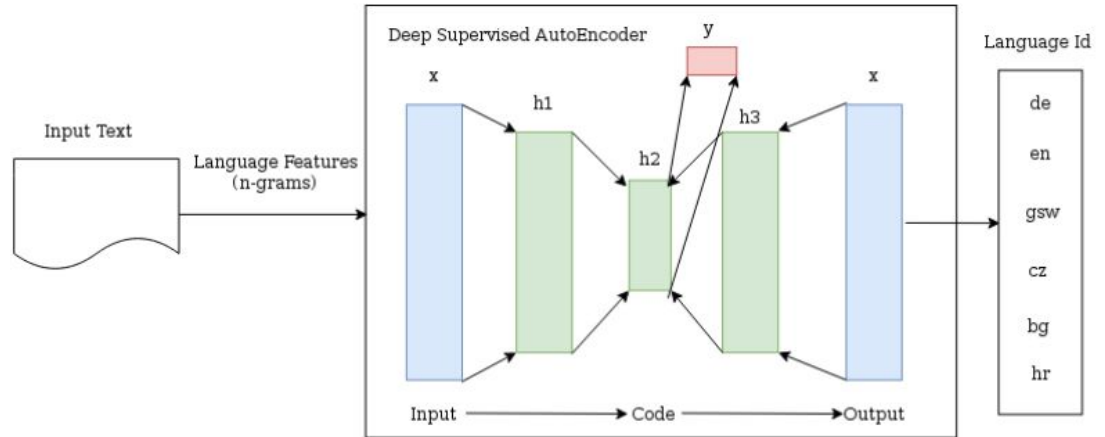 Input Text
Language Features
(n-grams)
Deep Supervised AutoEncoder
x
h1
h2
y
h3
x
Input
Code
Output
Language Id
de
en
gsw
cz
bg
hr